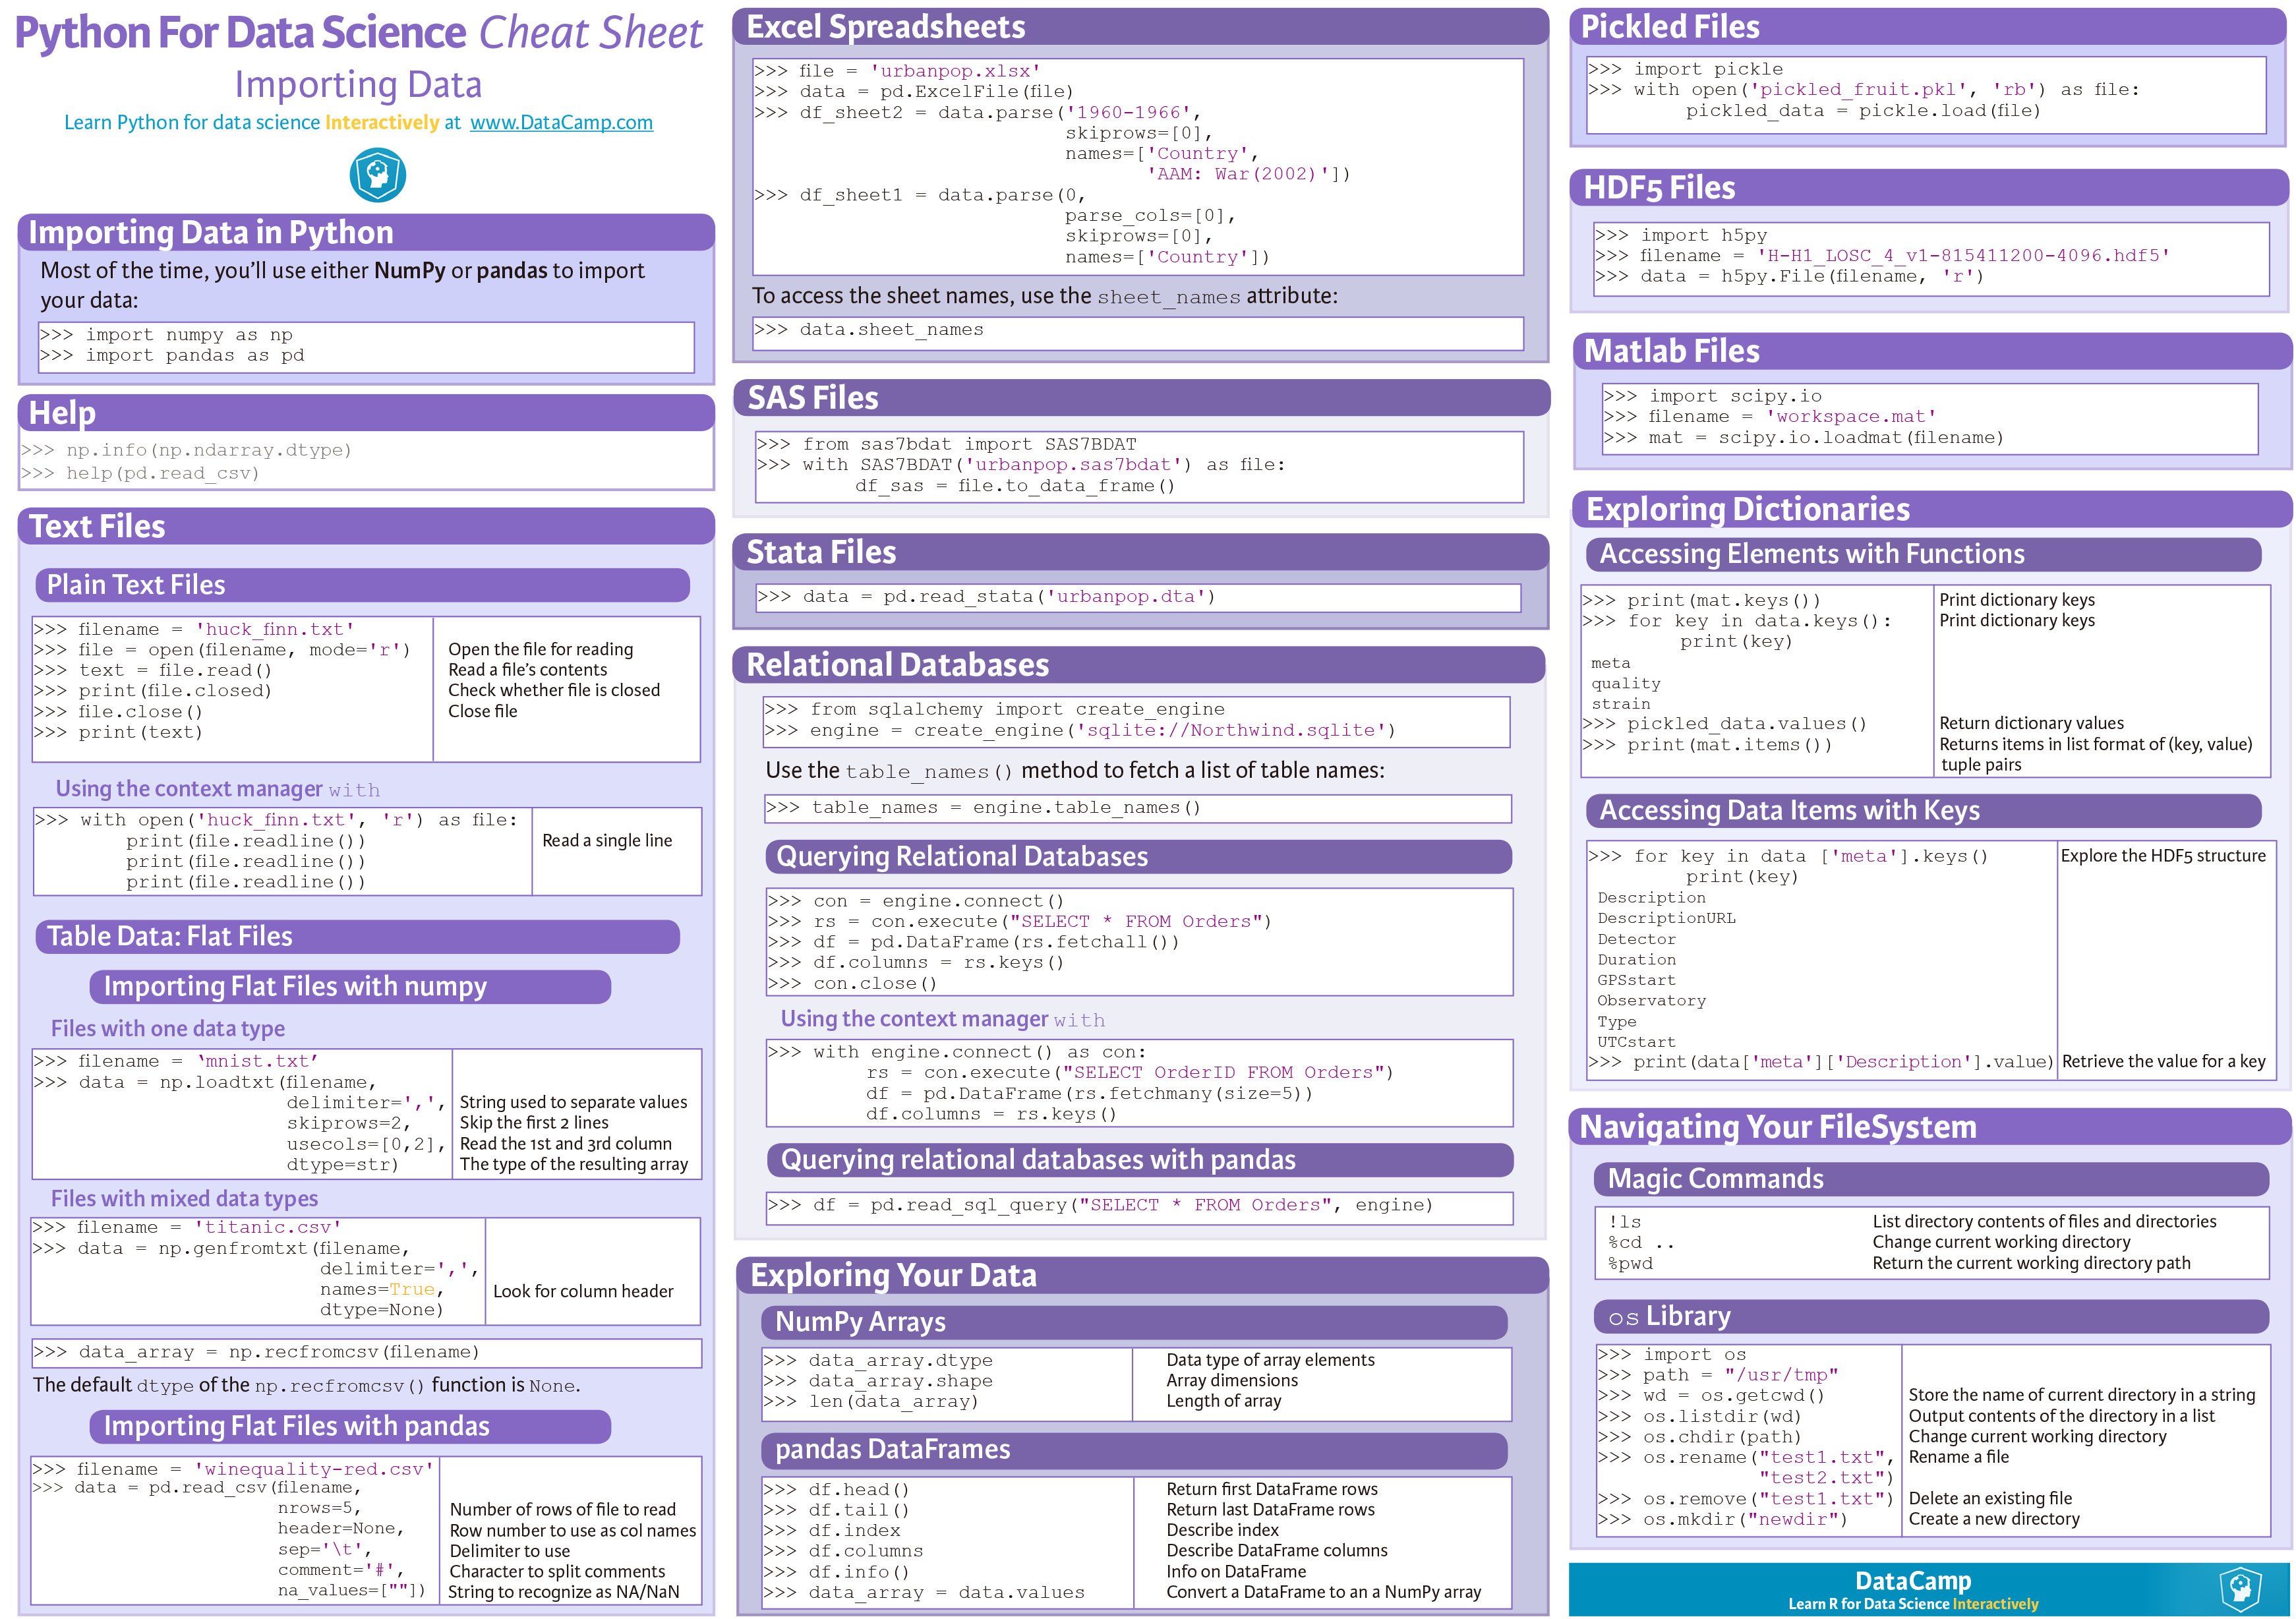 Python For Data Science Cheat Sheet
Importing Data
Learn Python for data science Interactively at www.DataCamp.com
Importing Data in Python
Most of the time, you'll use either NumPy or pandas to import
your data:
>>> import numpy as np
>>> import pandas as pd
Help
>>> np.info(np.ndarray.dtype)
>>> help(pd.read_csv)
Text Files
Plain Text Files
>>> filename = 'huck_finn.txt'
>>> file = open(filename, mode='r') Open the file for reading
>>> text = file.read() Read a file's contents
>>> print(file.closed) Check whether file is closed
>>> file.close() Close file
>>> print(text)
Using the context manager with
>>> with open('huck_finn.txt', 'r') as file:
print(file.readline()) Read a single line
print(file.readline())
print(file.readline())
Table Data: Flat Files
Importing Flat Files with numpy
Files with one data type
>>> filename = ‘mnist.txt’
>>> data = np.loadtxt(filename,
delimiter=',', String used to separate values
skiprows=2, Skip the first 2 lines
usecols=[0,2], Read the 1st and 3rd column
dtype=str) The type of the resulting array
Files with mixed data types
>>> filename = 'titanic.csv'
>>> data = np.genfromtxt(filename,
delimiter=',',
names=True, Look for column header
dtype=None)
>>> data_array = np.recfromcsv(filename)
The default dtype of the np.recfromcsv() function is None.
Importing Flat Files with pandas
>>> filename = 'winequality-red.csv'
>>> data = pd.read_csv(filename,
nrows=5, Number of rows of file to read
header=None, Row number to use as col names
sep='\t', Delimiter to use
comment='#', Character to split comments
na_values=[""]) String to recognize as NA/NaN
Excel Spreadsheets
>>> file = 'urbanpop.xlsx'
>>> data = pd.ExcelFile(file)
>>> df_sheet2 = data.parse('1960-1966',
skiprows=[0],
names=['Country',
'AAM: War(2002)'])
>>> df_sheet1 = data.parse(0,
parse_cols=[0],
skiprows=[0],
names=['Country'])
To access the sheet names, use the sheet_names attribute:
>>> data.sheet_names
SAS Files
>>> from sas7bdat import SAS7BDAT
>>> with SAS7BDAT('urbanpop.sas7bdat') as file:
df_sas = file.to_data_frame()
Stata Files
>>> data = pd.read_stata('urbanpop.dta')
Relational Databases
>>> from sqlalchemy import create_engine
>>> engine = create_engine('sqlite://Northwind.sqlite')
Use the table_names() method to fetch a list of table names:
>>> table_names = engine.table_names()
Querying Relational Databases
>>> con = engine.connect()
>>> rs = con.execute("SELECT * FROM Orders")
>>> df = pd.DataFrame(rs.fetchall())
>>> df.columns = rs.keys()
>>> con.close()
Using the context manager with
>>> with engine.connect() as con:
rs = con.execute("SELECT OrderID FROM Orders")
df = pd.DataFrame(rs.fetchmany(size=5))
df.columns = rs.keys()
Querying relational databases with pandas
>>> df = pd.read_sql_query("SELECT * FROM Orders", engine)
Exploring Your Data
NumPy Arrays
>>> data_array.dtype Data type of array elements
>>> data_array.shape Array dimensions
>>> len(data_array) Length of array
pandas DataFrames
>>> df.head() Return first DataFrame rows
>>> df.tail() Return last DataFrame rows
>>> df.index Describe index
>>> df.columns Describe DataFrame columns
>>> df.info() Info on DataFrame
>>> data_array = data.values Convert a DataFrame to an a NumPy array
Pickled Files
>>> import pickle
>>> with open('pickled_fruit.pkl', 'rb') as file:
pickled_data = pickle.load(file)
HDF5 Files
>>> import h5py
>>> filename = 'H-H1_LOSC_4_v1-815411200-4096.hdf5'
>>> data = h5py.File(filename, 'r')
Matlab Files
>>> import scipy.io
>>> filename = 'workspace.mat'
>>> mat = scipy.io.loadmat(filename)
Exploring Dictionaries
Accessing Elements with Functions
>>> print(mat.keys()) Print dictionary keys
>>> for key in data.keys(): Print dictionary keys
print(key)
meta
quality
strain
>>> pickled_data.values() Return dictionary values
>>> print(mat.items()) Returns items in list format of (key, value)
tuple pairs
Accessing Data Items with Keys
>>> for key in data ['meta'].keys() Explore the HDF5 structure
print(key)
Description
DescriptionURL
Detector
Duration
GPSstart
Observatory
Type
UTCstart
>>> print(data['meta']['Description'].value) Retrieve the value for a key
Navigating Your FileSystem
Magic Commands
!ls List directory contents of files and directories
%cd .. Change current working directory
%pwd Return the current working directory path
os Library
>>> import os
>>> path = "/usr/tmp"
>>> wd = os.getcwd() Store the name of current directory in a string
>>> os.listdir(wd) Output contents of the directory in a list
>>> os.chdir(path) Change current working directory
>>> os.rename("test1.txt", Rename a file
"test2.txt")
>>> os.remove("test1.txt") Delete an existing file
>>> os.mkdir("newdir") Create a new directory
DataCamp
Learn R for Data Science Interactively